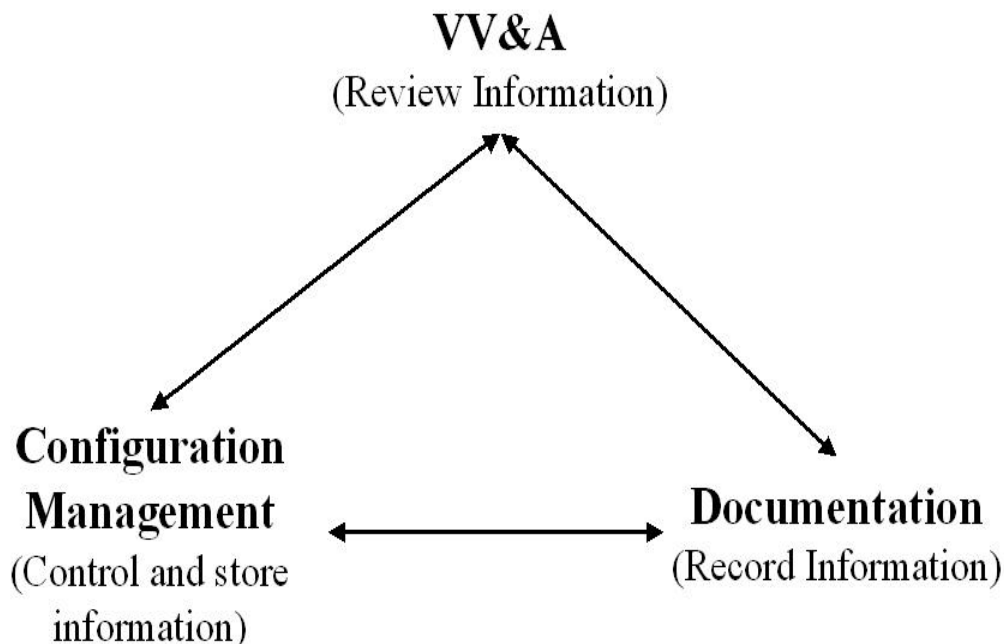 VV&A
(Review Information)
Configuration
Management
(Control and store
information)
Documentation
(Record Information)